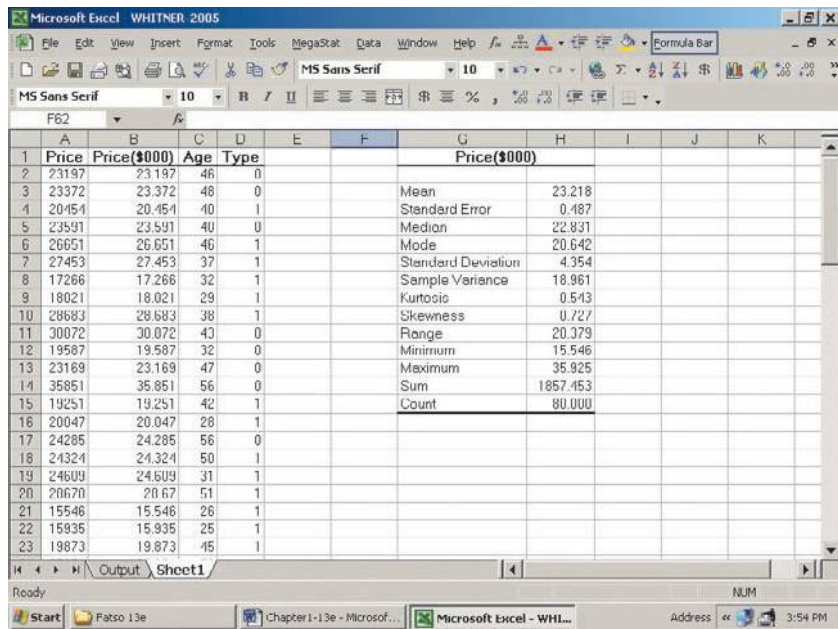 Microsoft Excel WHITNER 2005
File Edit View Insert Format Tools MegaStat Data Window Help Formula Bar
MS Sans Serif 10
MS Sans Serif 10 B I U
F62 fx
A B C D E F G H I J K
1 Price Price($000) Age Type Price($000)
2 23197 23.197 46 0
3 23372 23.372 48 0 Mean 23.218
4 20454 20.454 40 1 Standard Error 0.487
5 23591 23.591 40 0 Median 22.831
6 26651 26.651 46 1 Mode 20.642
7 27453 27.453 37 1 Standard Deviation 4.354
8 17266 17.266 32 1 Sample Variance 18.961
9 18021 18.021 29 1 Kurtosis 0.543
10 28683 28.683 38 1 Skewness 0.727
11 30072 30.072 43 0 Range 20.379
12 19587 19.587 32 0 Minimum 15.546
13 23169 23.169 47 0 Maximum 35.925
14 35851 35.851 56 0 Sum 1857.453
15 19251 19.251 42 1 Count 80.000
16 20047 20.047 28 1
17 24285 24.285 56 0
18 24324 24.324 50 1
19 24609 24.609 31 1
20 20670 20.67 51 1
21 15546 15.546 26 1
22 15935 15.935 25 1
23 19873 19.873 45 1
Output Sheet1
Ready NUM
Start Fatso 13e Chapter1-13e - Microsof... Microsoft Excel - WHI... Address « 3:54 PM